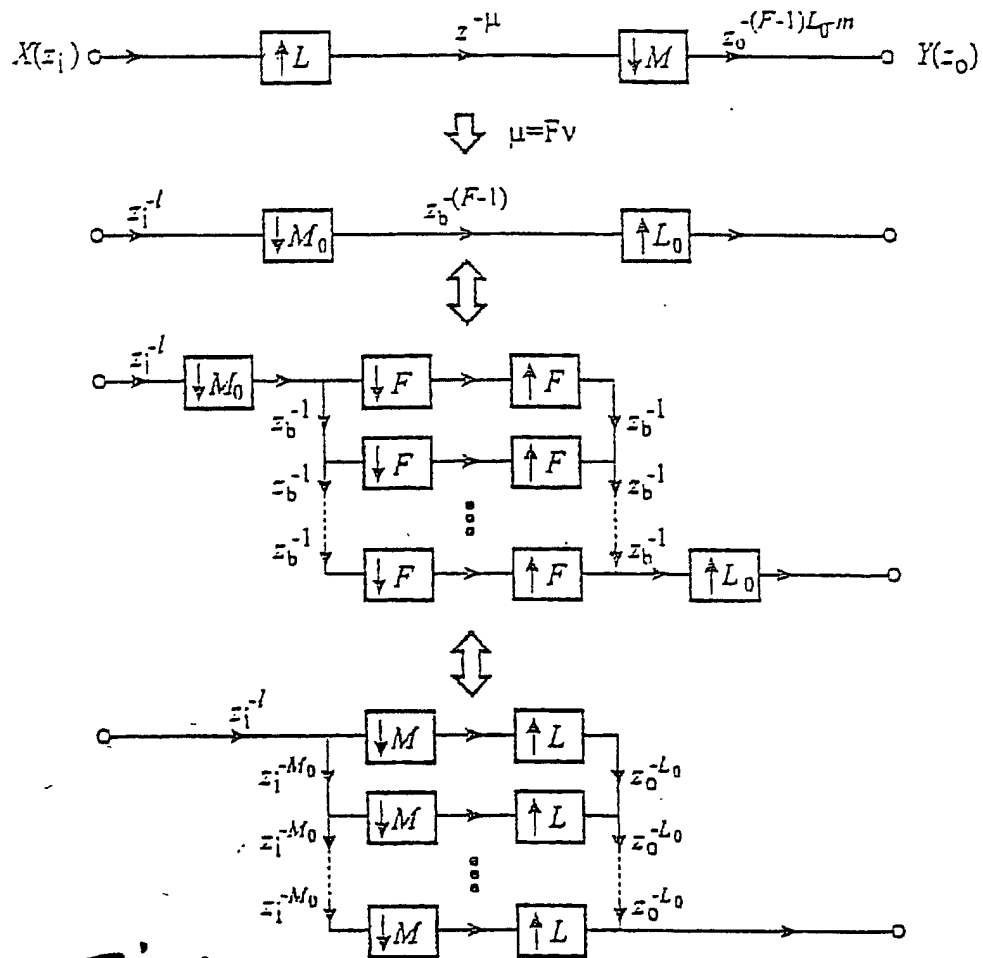 X(z_i) ↑L z^-μ ↓M z_o^-(F-1)L_0-m Y(z_o)
μ=Fν
z_i^-l ↓M_0 z_b^-(F-1) ↑L_0
z_i^-l ↓M_0 ↓F ↑F
z_b^-1 z_b^-1
↓F ↑F
z_b^-1 z_b^-1
z_b^-1 z_b^-1
↓F ↑F ↑L_0
z_i^-l ↓M ↑L
z_i^-M_0 z_o^-L_0
↓M ↑L
z_i^-M_0 z_o^-L_0
z_i^-M_0 z_o^-L_0
↓M ↑L